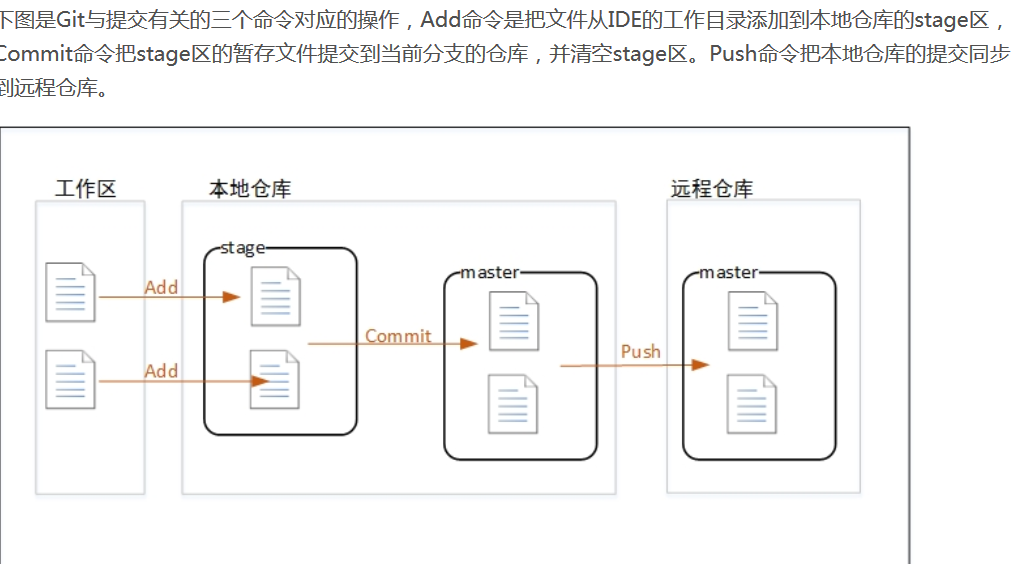 下图是Git与提交有关的三个命令对应的操作，Add命令是把文件从IDE的工作目录添加到本地仓库的stage区，
Commit命令把stage区的暂存文件提交到当前分支的仓库，并清空stage区。Push命令把本地仓库的提交同步
到远程仓库。
工作区
本地仓库
远程仓库
stage
master
master
Add
Commit
Push
Add